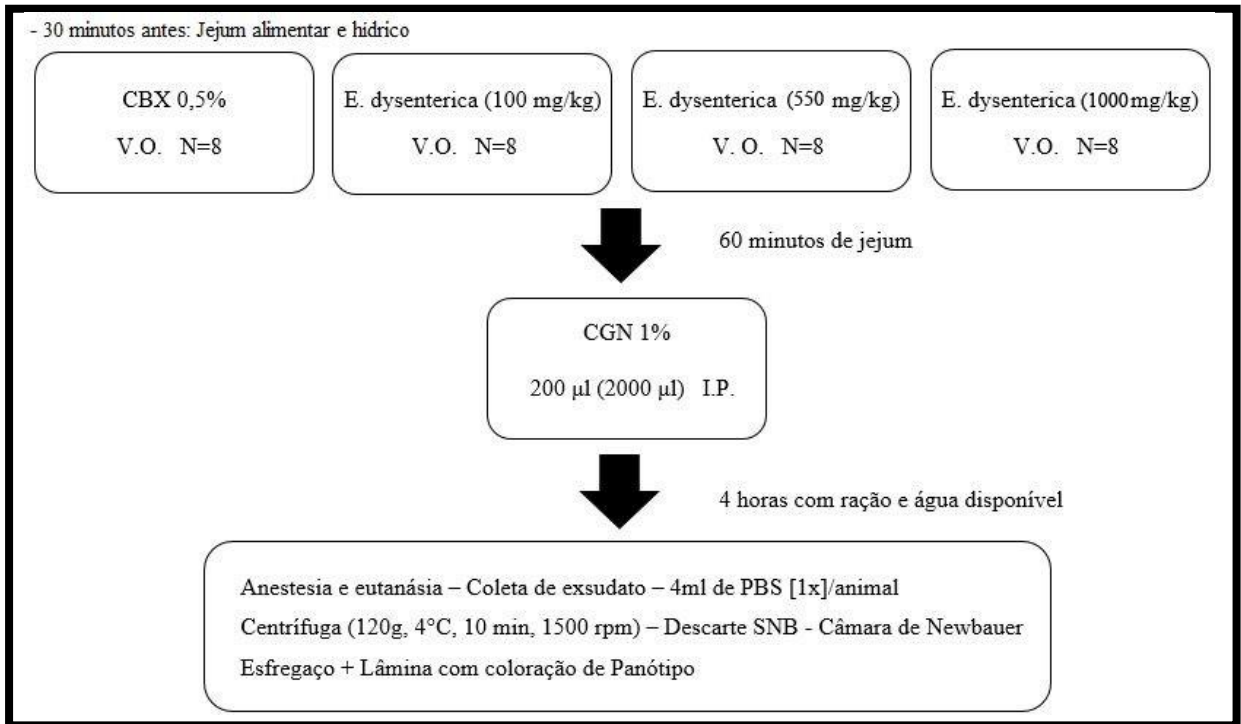 - 30 minutos antes: Jejum alimentar e hídrico
CBX 0,5%
V.O. N=8
E. dysenterica (100 mg/kg)
V.O. N=8
E. dysenterica (550 mg/kg)
V. O. N=8
E. dysenterica (1000mg/kg)
V.O. N=8
60 minutos de jejum
CGN 1%
200 µl (2000 µl) I.P.
4 horas com ração e água disponível
Anestesia e eutanásia – Coleta de exsudato – 4ml de PBS [1x]/animal
Centrífuga (120g, 4°C, 10 min, 1500 rpm) – Descarte SNB - Câmara de Newbauer
Esfregaço + Lâmina com coloração de Panótipo